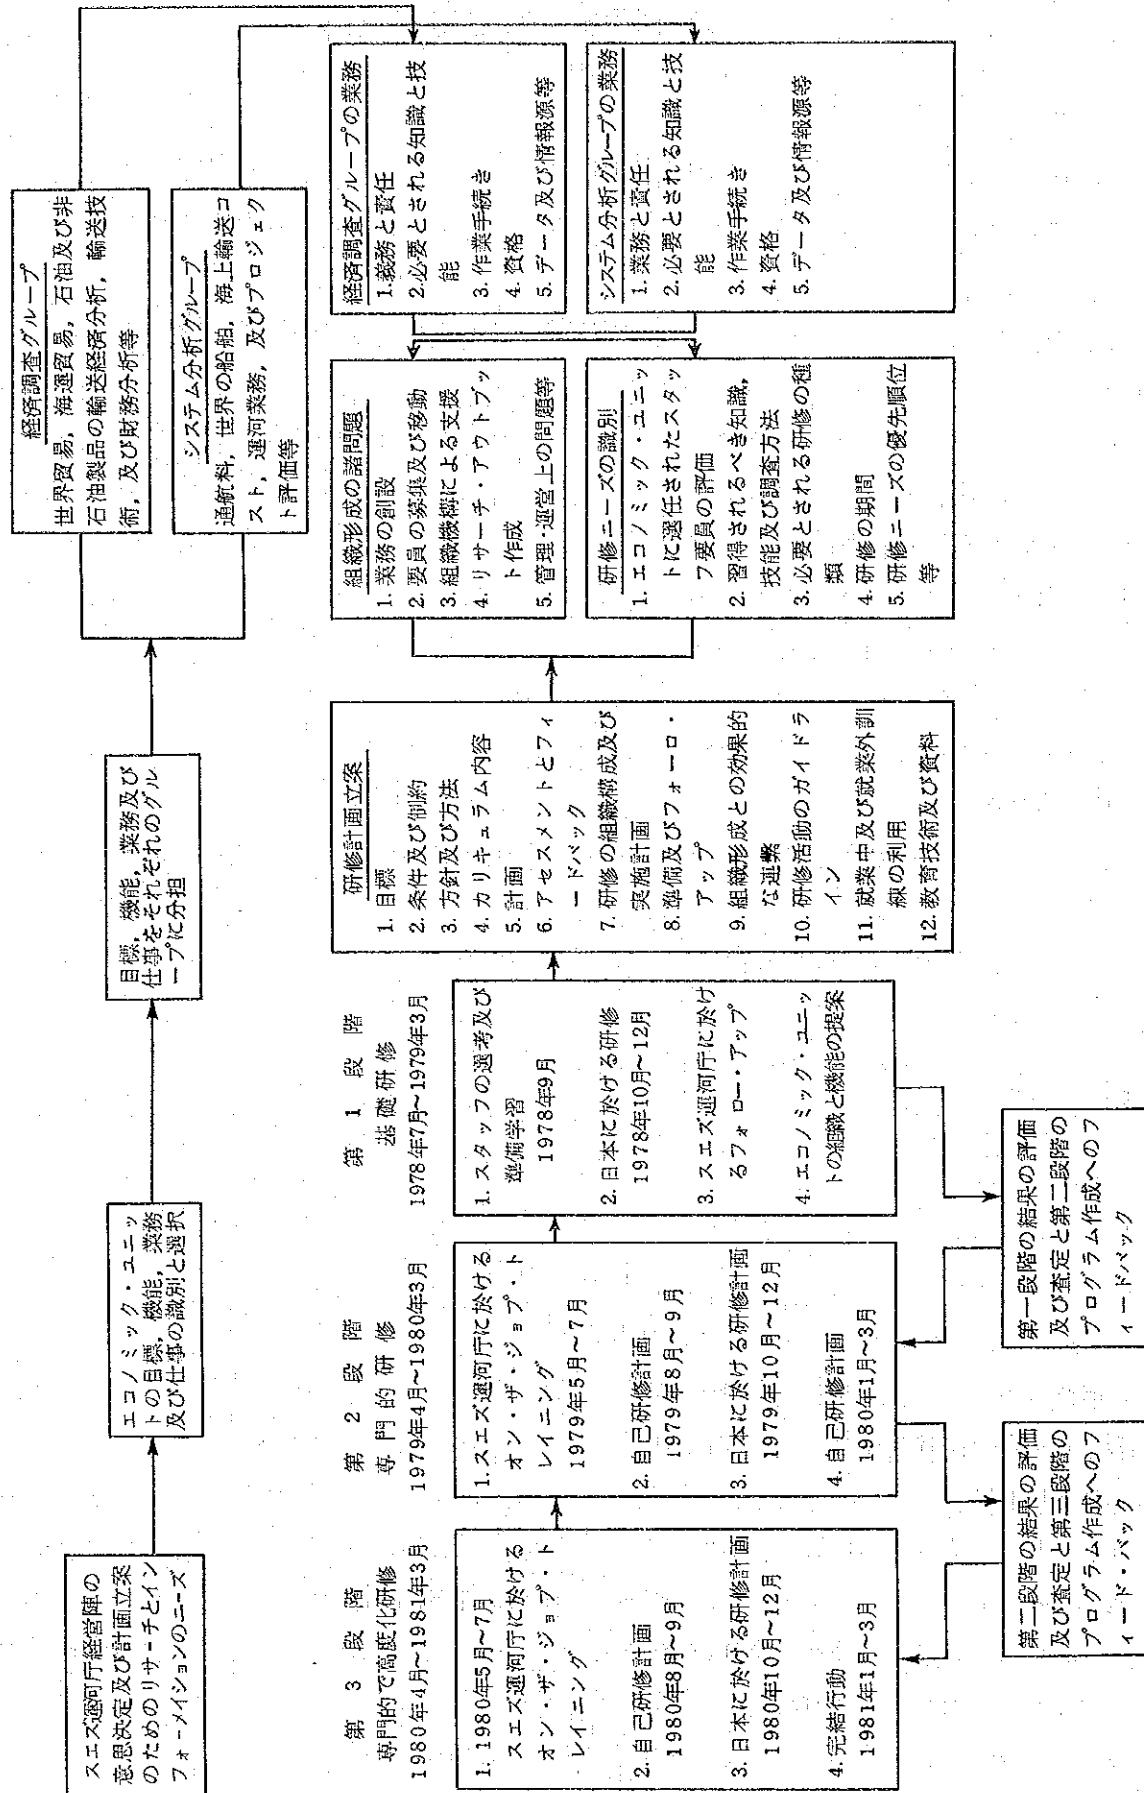 スエズ運河庁経営陣の
意思決定及び計画立案
のためのリサーチとイン
フォーメイションのニーズ
エコノミック・ユニッ
トの目標, 機能, 業務
及び仕事の識別と選択
目標, 機能, 業務及び
仕事をそれぞれのグル
ープに分担
経済調査グループ
世界貿易, 海運貿易, 石油及び非
石油製品の輸送経済分析, 輸送技
術, 及び財務分析等
システム分析グループ
通航料, 世界の船舶, 海上輸送コ
スト, 運河業務, 及びプロジェク
ト評価等
第 3 段 階
専門的で高度化研修
1980年4月~1981年3月
1. 1980年5月~7月
スエズ運河庁に於ける
オン・ザ・ジョブ・ト
レイニング
2. 自己研修計画
1980年8月~9月
3. 日本に於ける研修計画
1980年10月~12月
4. 完結行動
1981年1月~3月
第 2 段 階
専 門 的 研 修
1979年4月~1980年3月
1. スエズ運河庁に於ける
オン・ザ・ジョブ・ト
レイニング
1979年5月~7月
2. 自己研修計画
1979年8月~9月
3. 日本に於ける研修計画
1979年10月~12月
4. 自己研修計画
1980年1月~3月
第 1 段 階
基 礎 研 修
1978年7月~1979年3月
1. スタッフの選考及び
準備学習
1978年9月
2. 日本に於ける研修
1978年10月~12月
3. スエズ運河庁に於け
るフォロー・アップ
4. エコノミック・ユニッ
トの組織と機能の提案
研修計画立案
1. 目標
2. 条件及び制約
3. 方針及び方法
4. カリキュラム内容
5. 計画
6. アセスメントとフィ
ードバック
7. 研修の組織構成及び
実施計画
8. 準備及びフォーロ・
アップ
9. 組織形成との効果的
な連繋
10. 研修活動のガイドラ
イン
11. 就業中及び就業外訓
練の利用
12. 教育技術及び資料
組織形成の諸問題
1. 業務の創設
2. 要員の募集及び移動
3. 組織機構による支援
4. リサーチ・アウトプッ
ト作成
5. 管理・運営上の問題等
研修ニーズの識別
1. エコノミック・ユニッ
トに選任されたスタッ
フ要員の評価
2. 習得されるべき知識,
技能及び調査方法
3. 必要とされる研修の種
類
4. 研修の期間
5. 研修ニーズの優先順位
等
経済調査グループの業務
1. 義務と責任
2. 必要とされる知識と技
能
3. 作業手続き
4. 資格
5. データ及び情報源等
システム分析グループの業務
1. 業務と責任
2. 必要とされる知識と技
能
3. 作業手続き
4. 資格
5. データ及び情報源等
第二段階の結果の評価
及び査定と第三段階の
プログラム作成へのフ
ィード・バック
第一段階の結果の評価
及び査定と第二段階の
プログラム作成へのフ
ィードバック